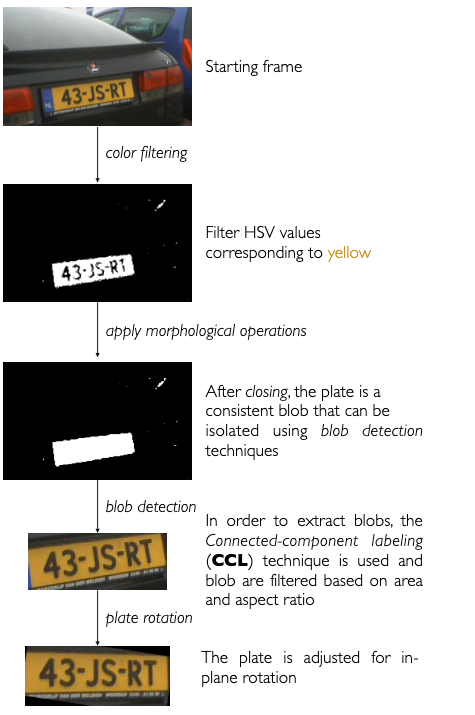 Starting frame
NL
43-JS-RT
color filtering
43-JS-RT
Filter HSV values
corresponding to yellow
apply morphological operations
After closing, the plate is a
consistent blob that can be
isolated using blob detection
techniques
blob detection
43-JS-RT
In order to extract blobs, the
Connected-component labeling
(CCL) technique is used and
blob are filtered based on area
and aspect ratio
plate rotation
43-JS-RT
The plate is adjusted for in-
plane rotation